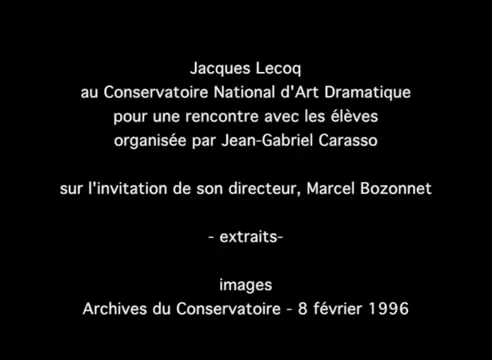 Jacques Lecoq
au Conservatoire National d'Art Dramatique
pour une rencontre avec les élèves
organisée par Jean-Gabriel Carasso
sur l'invitation de son directeur, Marcel Bozonnet
- extraits-
images
Archives du Conservatoire - 8 février 1996